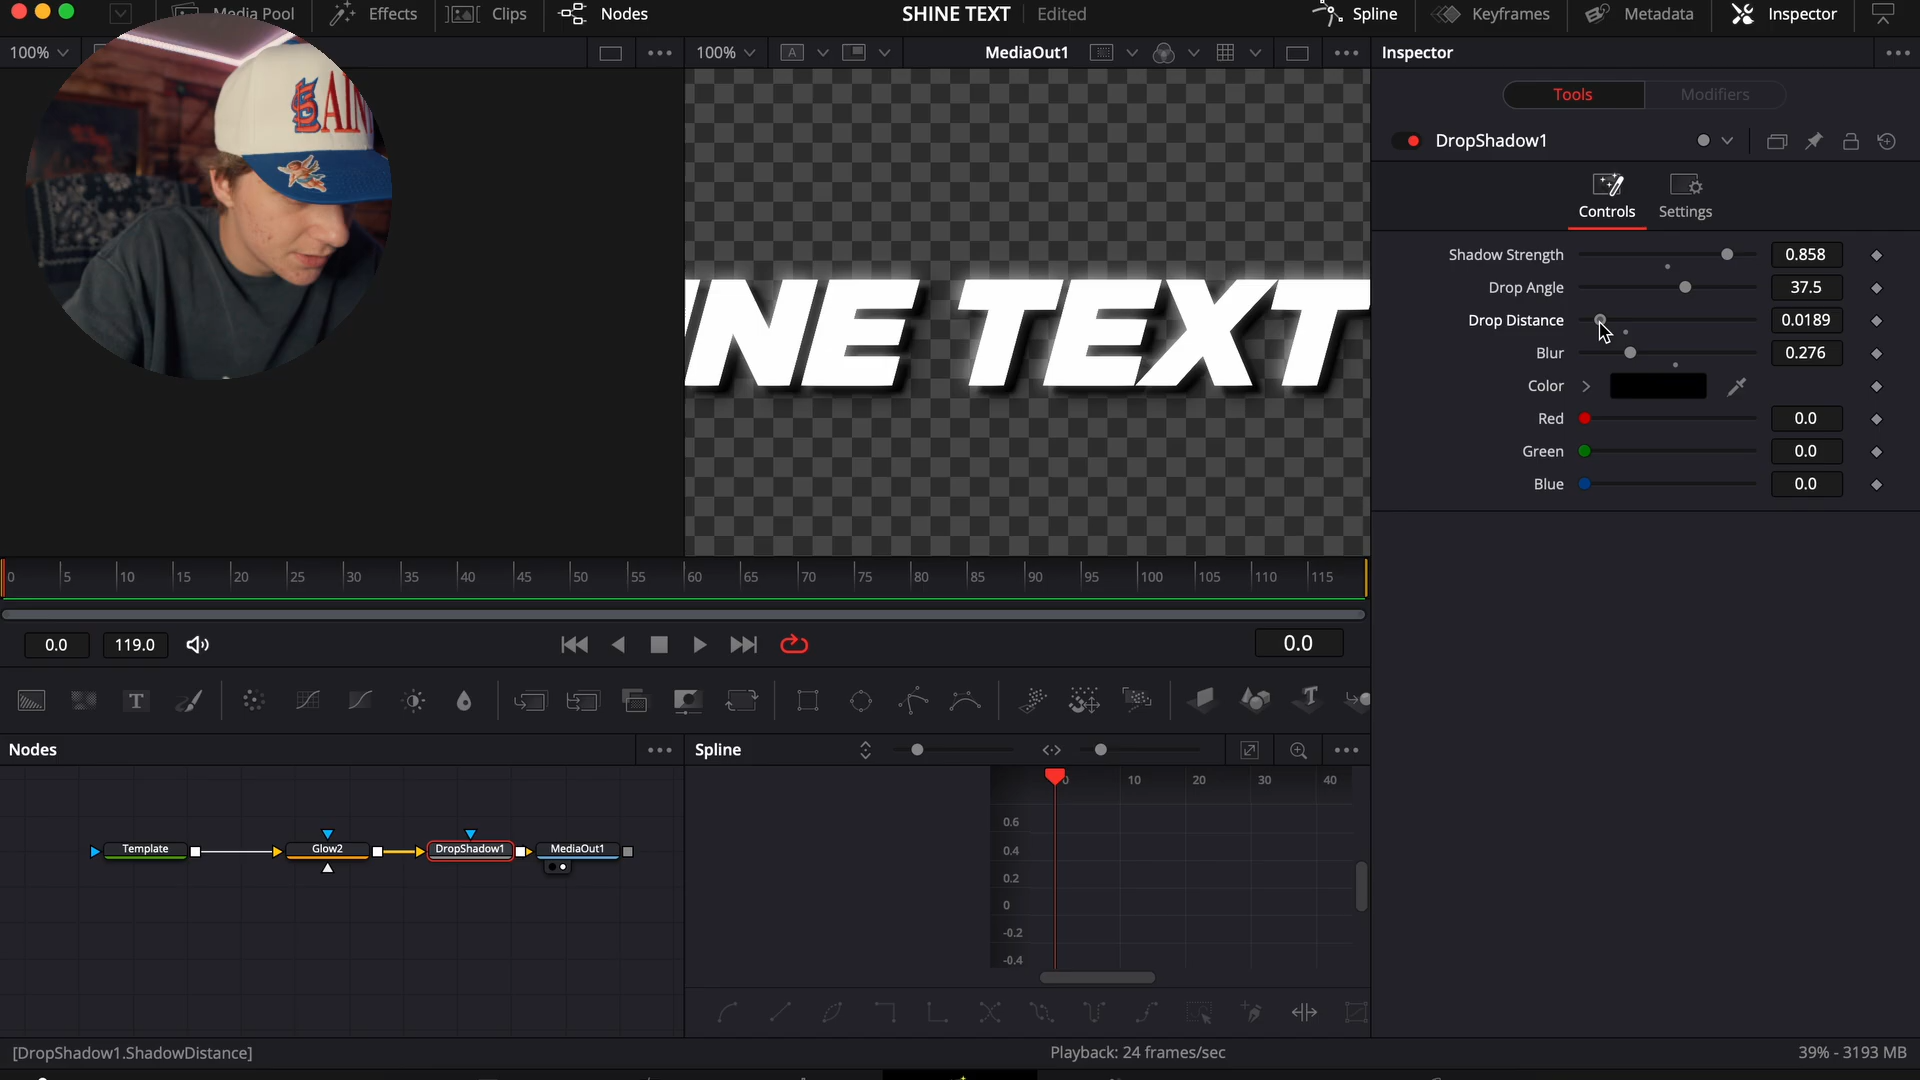 Media Pool
Effects
Clips
Nodes
SHINE TEXT
Edited
Spline
Keyframes
Metadata
Inspector
100%
100%
A
MediaOut1
Inspector
Tools
Modifiers
DropShadow1
Controls
Settings
Shadow Strength
0.858
Drop Angle
37.5
Drop Distance
0.0189
Blur
0.276
Color
Red
0.0
Green
0.0
Blue
0.0
INE TEXT
0 5 10 15 20 25 30 35 40 45 50 55 60 65 70 75 80 85 90 95 100 105 110 115
0.0
119.0
0.0
Nodes
Spline
0 10 20 30 40
0.6
0.4
0.2
0
-0.2
-0.4
Template
Glow2
DropShadow1
MediaOut1
[DropShadow1.ShadowDistance]
Playback: 24 frames/sec
39% - 3193 MB